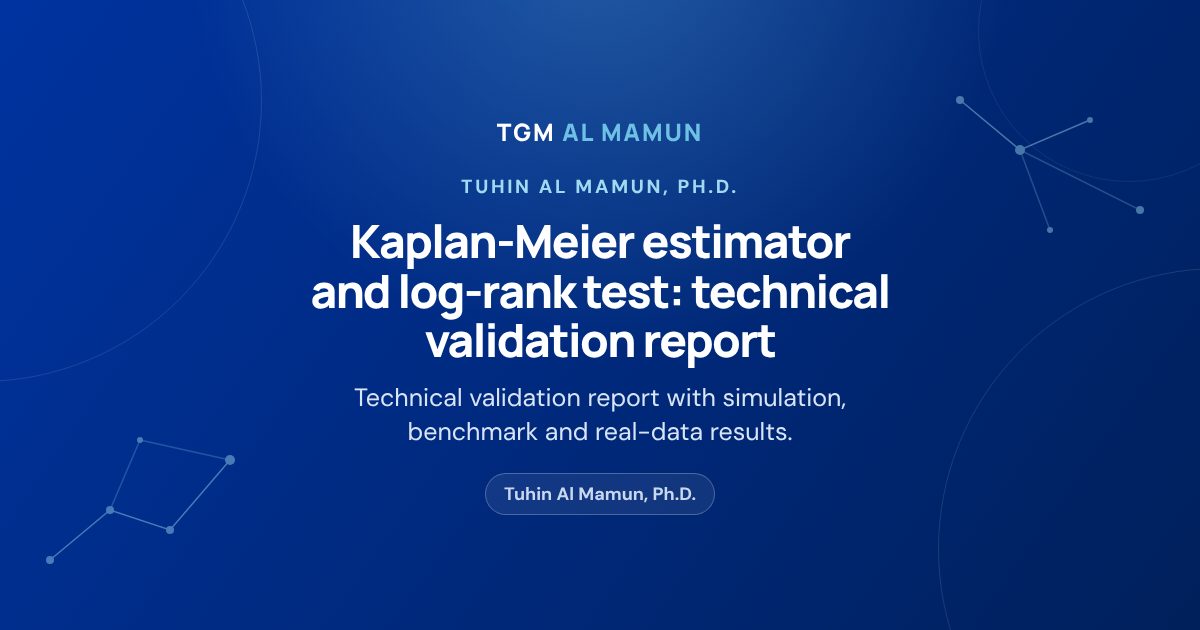 TGM AL MAMUN
TUHIN AL MAMUN, PH.D.
Kaplan-Meier estimator
and log-rank test: technical
validation report
Technical validation report with simulation,
benchmark and real-data results.
Tuhin Al Mamun, Ph.D.